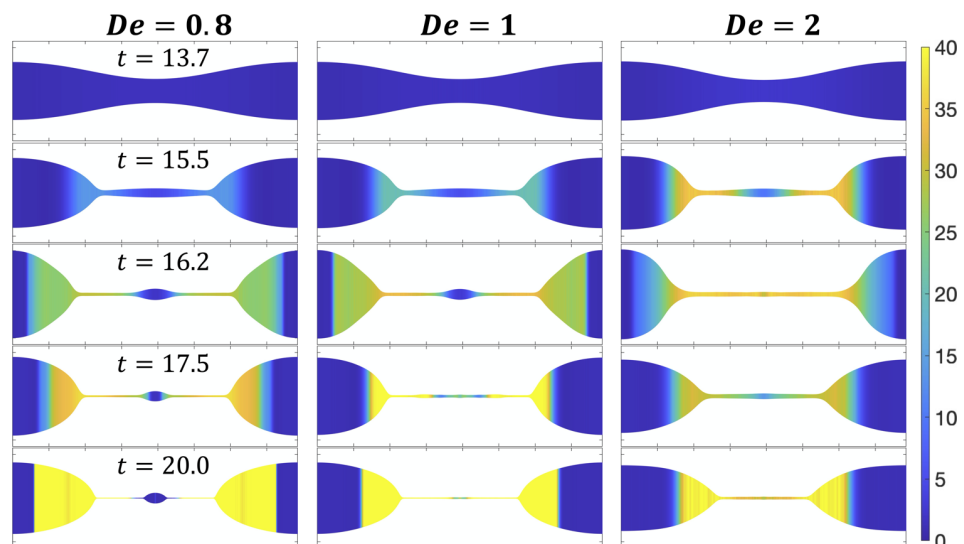 De = 0.8
De = 1
De = 2
t = 13.7
t = 15.5
t = 16.2
t = 17.5
t = 20.0
40
35
30
25
20
15
10
5
0